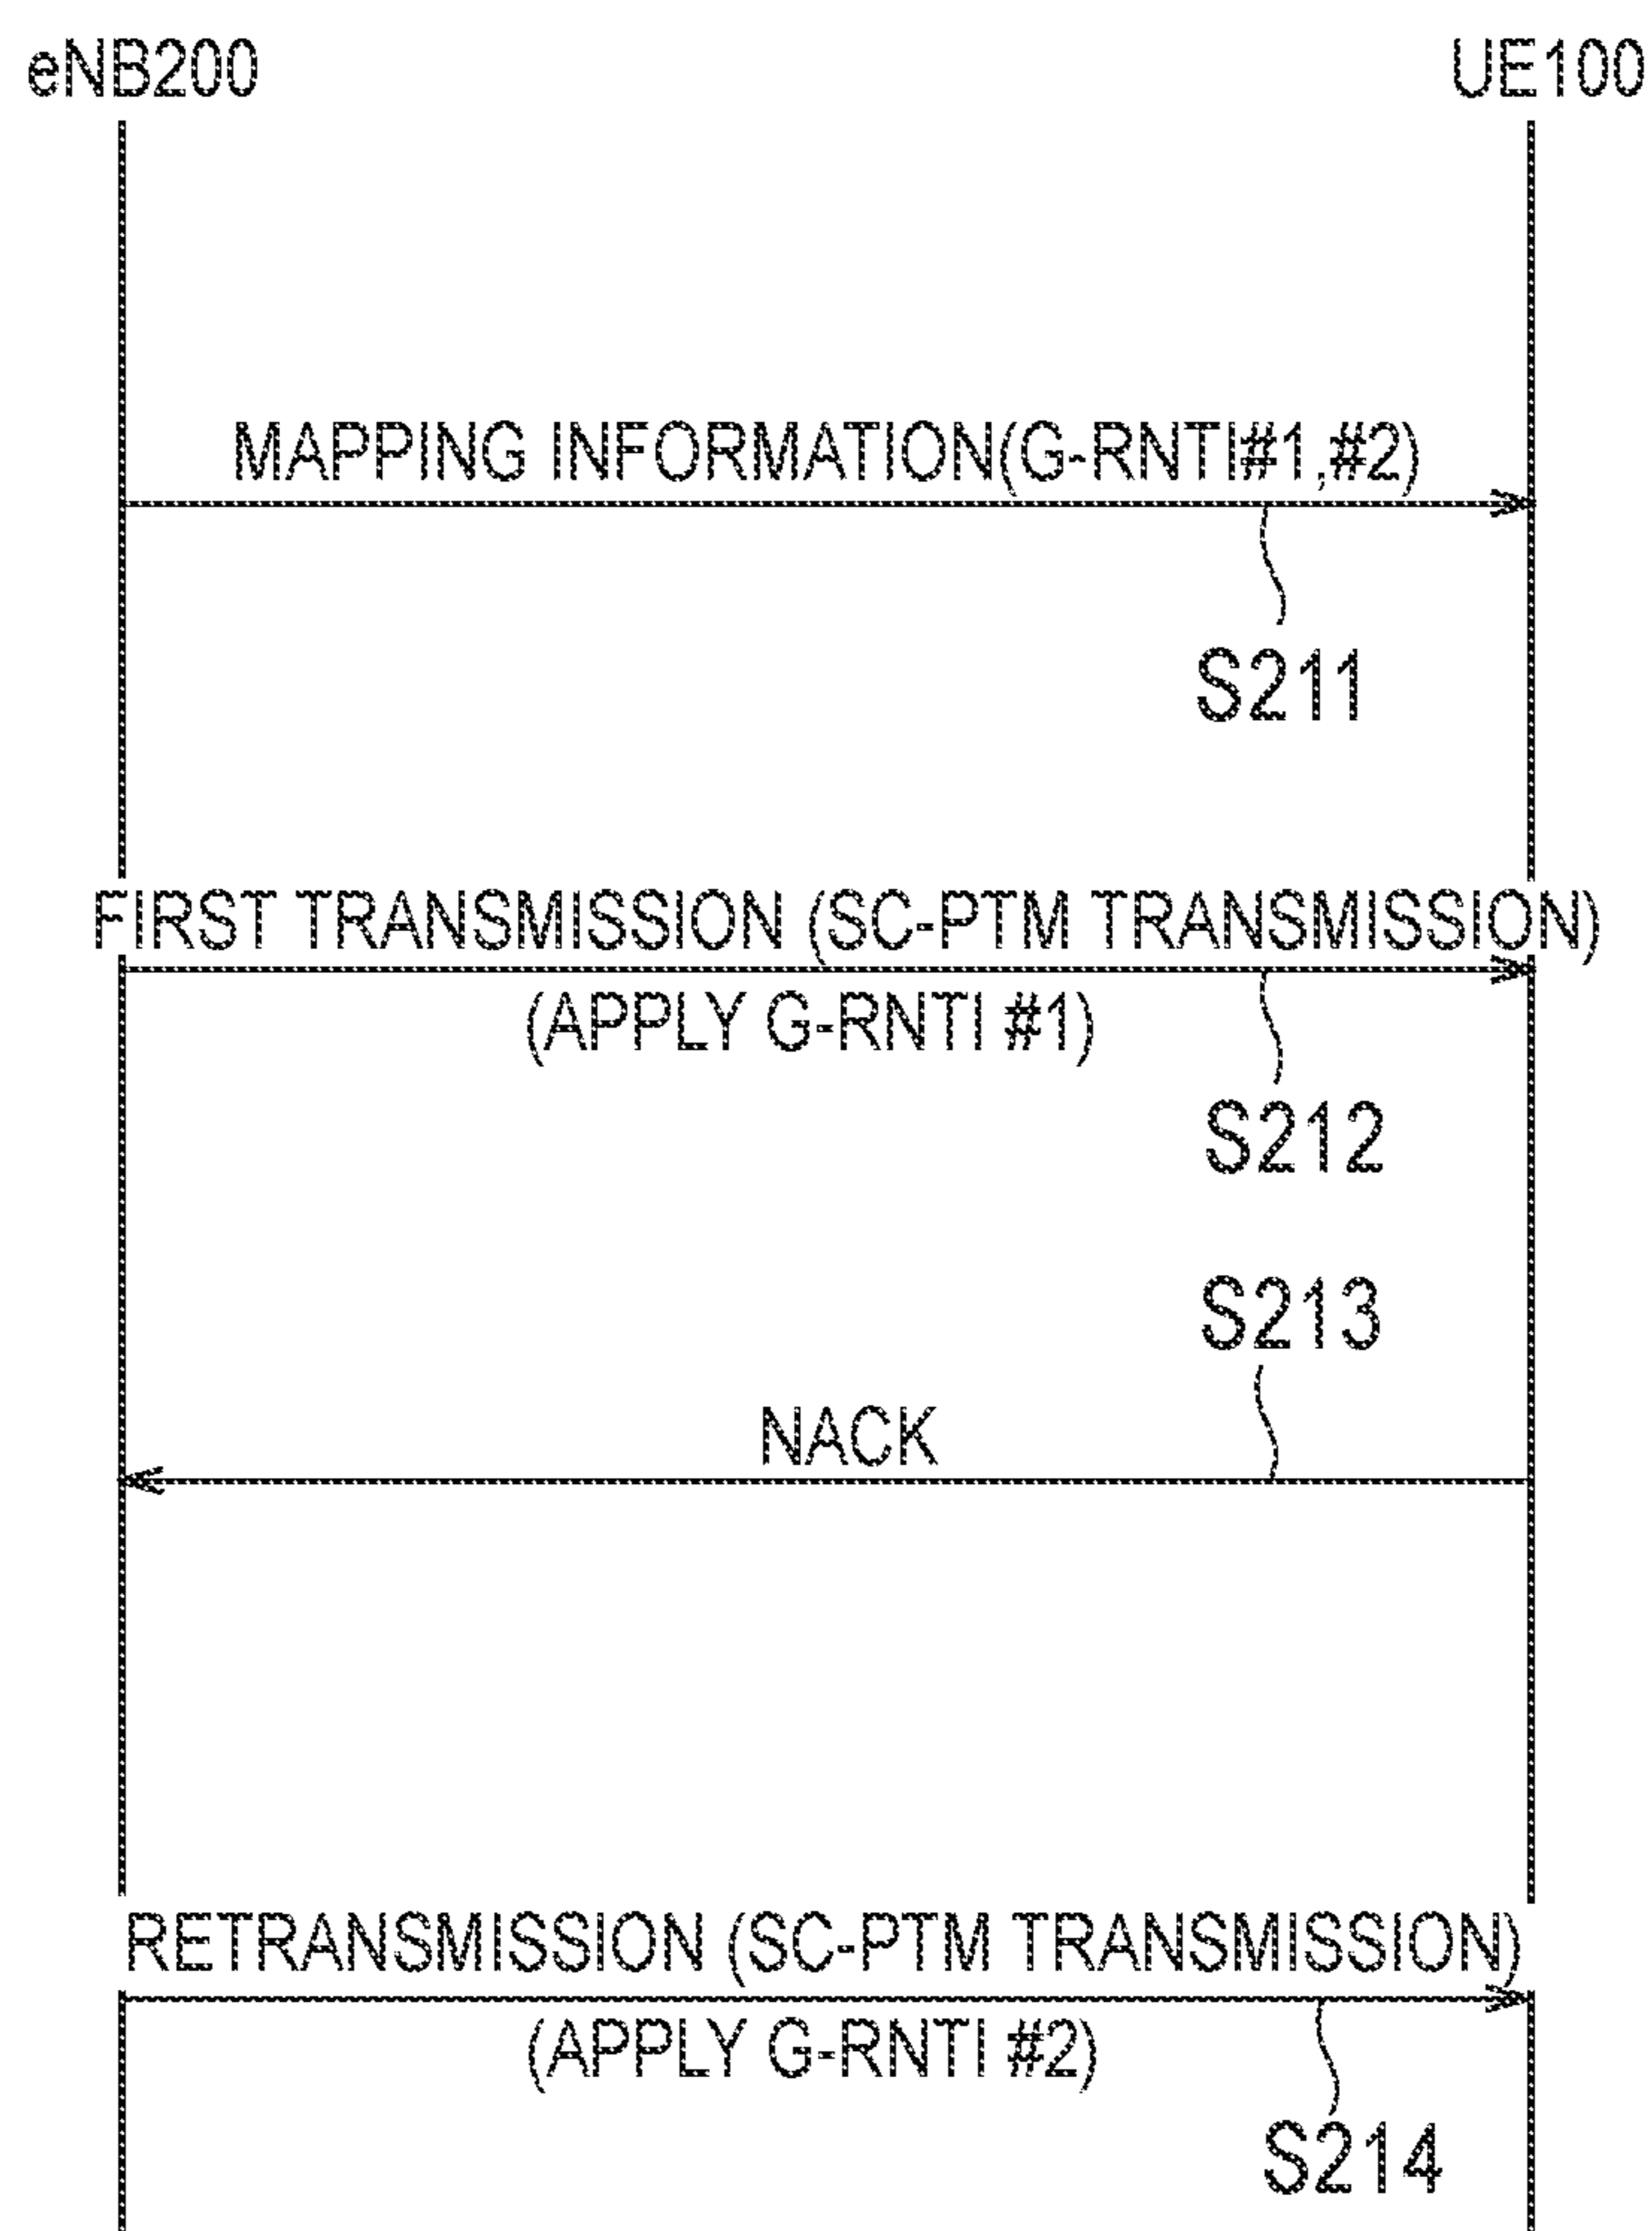 eNB200
UE100
MAPPING INFORMATION(G-RNTI#1,#2)
S211
FIRST TRANSMISSION (SC-PTM TRANSMISSION)
(APPLY G-RNTI #1)
S212
S213
NACK
RETRANSMISSION (SC-PTM TRANSMISSION)
(APPLY G-RNTI #2)
S214